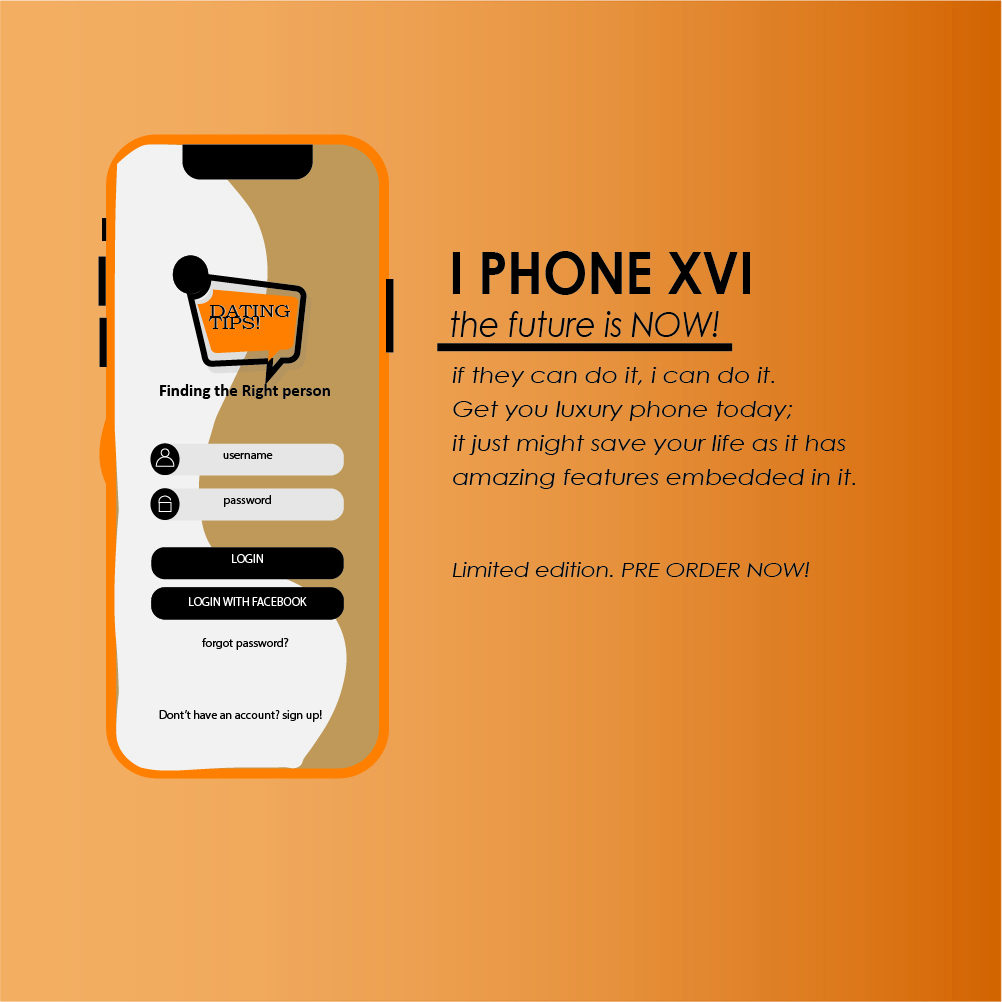 DATING
TIPS!
Finding the Right person
username
password
LOGIN
LOGIN WITH FACEBOOK
forgot password?
Dont't have an account? sign up!
I PHONE XVI
the future is NOW!
if they can do it, i can do it.
Get you luxury phone today;
it just might save your life as it has
amazing features embedded in it.
Limited edition. PRE ORDER NOW!